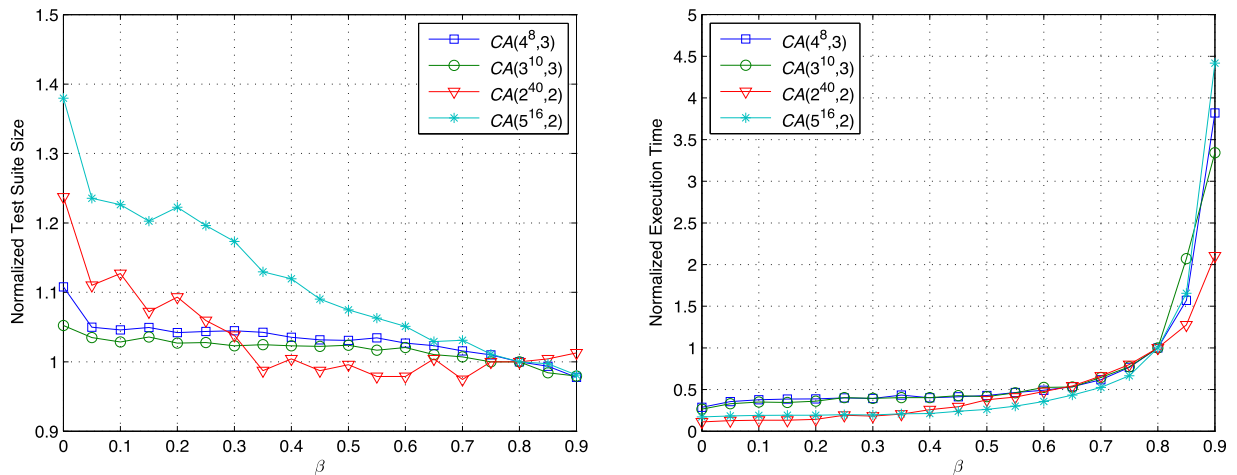 1.5
1.4
1.3
1.2
1.1
1
0.9
Normalized Test Suite Size
CA(4^8,3)
CA(3^10,3)
CA(2^40,2)
CA(5^16,2)
0 0.1 0.2 0.3 0.4 0.5 0.6 0.7 0.8 0.9
β
5
4.5
4
3.5
3
2.5
2
1.5
1
0.5
0
Normalized Execution Time
CA(4^8,3)
CA(3^10,3)
CA(2^40,2)
CA(5^16,2)
0 0.1 0.2 0.3 0.4 0.5 0.6 0.7 0.8 0.9
β